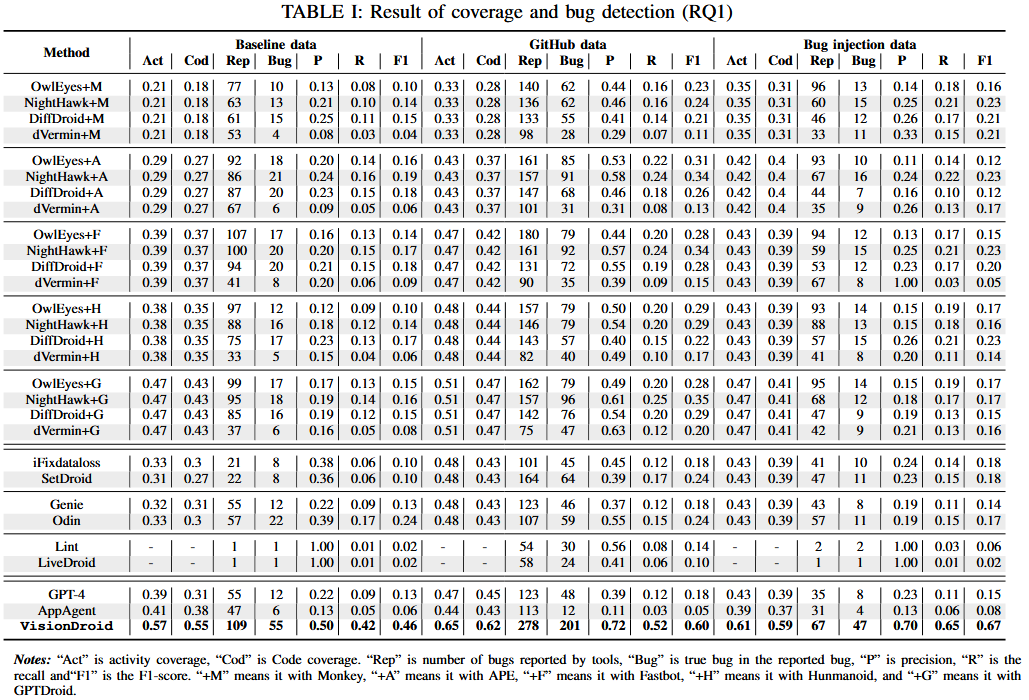 TABLE I: Result of coverage and bug detection (RQ1)
Method Baseline data GitHub data Bug injection data
Act Cod Rep Bug P R F1 Act Cod Rep Bug P R F1 Act Cod Rep Bug P R F1
OwlEyes+M 0.21 0.18 77 10 0.13 0.08 0.10 0.33 0.28 140 62 0.44 0.16 0.23 0.35 0.31 96 13 0.14 0.18 0.16
NightHawk+M 0.21 0.18 63 13 0.21 0.10 0.14 0.33 0.28 136 62 0.46 0.16 0.24 0.35 0.31 60 15 0.25 0.21 0.23
DiffDroid+M 0.21 0.18 61 15 0.25 0.11 0.15 0.33 0.28 133 55 0.41 0.14 0.21 0.35 0.31 46 12 0.26 0.17 0.21
dVermin+M 0.21 0.18 53 4 0.08 0.03 0.04 0.33 0.28 98 28 0.29 0.07 0.11 0.35 0.31 33 11 0.33 0.15 0.21
OwlEyes+A 0.29 0.27 92 18 0.20 0.14 0.16 0.43 0.37 161 85 0.53 0.22 0.31 0.42 0.4 93 10 0.11 0.14 0.12
NightHawk+A 0.29 0.27 86 21 0.24 0.16 0.19 0.43 0.37 157 91 0.58 0.24 0.34 0.42 0.4 67 16 0.24 0.22 0.23
DiffDroid+A 0.29 0.27 87 20 0.23 0.15 0.18 0.43 0.37 147 68 0.46 0.18 0.26 0.42 0.4 44 7 0.16 0.10 0.12
dVermin+A 0.29 0.27 67 6 0.09 0.05 0.06 0.43 0.37 101 31 0.31 0.08 0.13 0.42 0.4 35 9 0.26 0.13 0.17
OwlEyes+F 0.39 0.37 107 17 0.16 0.13 0.14 0.47 0.42 180 79 0.44 0.20 0.28 0.43 0.39 94 12 0.13 0.17 0.15
NightHawk+F 0.39 0.37 100 20 0.20 0.15 0.17 0.47 0.42 161 92 0.57 0.24 0.34 0.43 0.39 59 15 0.25 0.21 0.23
DiffDroid+F 0.39 0.37 94 20 0.21 0.15 0.18 0.47 0.42 131 72 0.55 0.19 0.28 0.43 0.39 53 12 0.23 0.17 0.20
dVermin+F 0.39 0.37 41 8 0.20 0.06 0.09 0.47 0.42 90 35 0.39 0.09 0.15 0.43 0.39 67 8 1.00 0.03 0.05
OwlEyes+H 0.38 0.35 97 12 0.12 0.09 0.10 0.48 0.44 157 79 0.50 0.20 0.29 0.43 0.39 93 14 0.15 0.19 0.17
NightHawk+H 0.38 0.35 88 16 0.18 0.12 0.14 0.48 0.44 146 79 0.54 0.20 0.29 0.43 0.39 88 13 0.15 0.18 0.16
DiffDroid+H 0.38 0.35 75 17 0.23 0.13 0.17 0.48 0.44 143 57 0.40 0.15 0.22 0.43 0.39 57 15 0.26 0.21 0.23
dVermin+H 0.38 0.35 33 5 0.15 0.04 0.06 0.48 0.44 82 40 0.49 0.10 0.17 0.43 0.39 41 8 0.20 0.11 0.14
OwlEyes+G 0.47 0.43 99 17 0.17 0.13 0.15 0.51 0.47 162 79 0.49 0.20 0.28 0.47 0.41 95 14 0.15 0.19 0.17
NightHawk+G 0.47 0.43 95 18 0.19 0.14 0.16 0.51 0.47 157 96 0.61 0.25 0.35 0.47 0.41 68 12 0.18 0.17 0.17
DiffDroid+G 0.47 0.43 85 16 0.19 0.12 0.15 0.51 0.47 142 76 0.54 0.20 0.29 0.47 0.41 47 9 0.19 0.13 0.15
dVermin+G 0.47 0.43 37 6 0.16 0.05 0.08 0.51 0.47 75 47 0.63 0.12 0.20 0.47 0.41 42 9 0.21 0.13 0.16
iFixdataloss 0.33 0.3 21 8 0.38 0.06 0.10 0.48 0.43 101 45 0.45 0.12 0.18 0.43 0.39 41 10 0.24 0.14 0.18
SetDroid 0.31 0.27 22 8 0.36 0.06 0.10 0.48 0.43 164 64 0.39 0.17 0.24 0.43 0.39 47 11 0.23 0.15 0.18
Genie 0.32 0.31 55 12 0.22 0.09 0.13 0.48 0.43 123 46 0.37 0.12 0.18 0.43 0.39 43 8 0.19 0.11 0.14
Odin 0.33 0.3 57 22 0.39 0.17 0.24 0.48 0.43 107 59 0.55 0.15 0.24 0.43 0.39 57 11 0.19 0.15 0.17
Lint - - 1 1 1.00 0.01 0.02 - - 54 30 0.56 0.08 0.14 - - 2 2 1.00 0.03 0.06
LiveDroid - - 1 1 1.00 0.01 0.02 - - 58 24 0.41 0.06 0.10 - - 1 1 1.00 0.01 0.02
GPT-4 0.39 0.31 55 12 0.22 0.09 0.13 0.47 0.45 123 48 0.39 0.12 0.18 0.43 0.39 35 8 0.23 0.11 0.15
AppAgent 0.41 0.38 47 6 0.13 0.05 0.06 0.44 0.43 113 12 0.11 0.03 0.05 0.39 0.37 31 4 0.13 0.06 0.08
VisionDroid 0.57 0.55 109 55 0.50 0.42 0.46 0.65 0.62 278 201 0.72 0.52 0.60 0.61 0.59 67 47 0.70 0.65 0.67
Notes: “Act” is activity coverage, “Cod” is Code coverage. “Rep” is number of bugs reported by tools, “Bug” is true bug in the reported bug, “P” is precision, “R” is the
recall and“F1” is the F1-score. “+M” means it with Monkey, “+A” means it with APE, “+F” means it with Fastbot, “+H” means it with Hunmanoid, and “+G” means it with
GPTDroid.